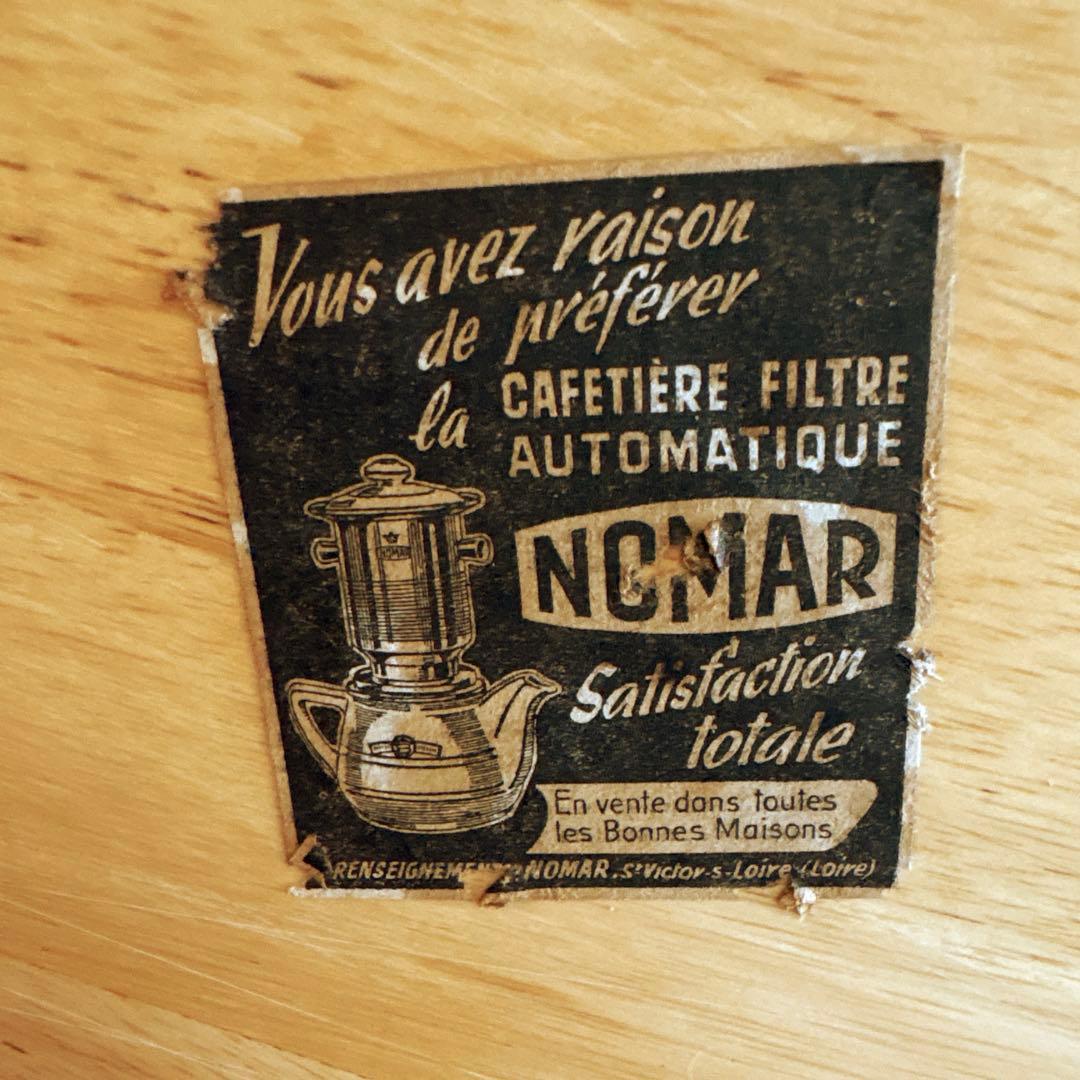 Vous avez raison
de préférer
la CAFETIÈRE FILTRE
AUTOMATIQUE
NOMAR
NOMAR
Satisfaction
totale
En vente dans toutes
les Bonnes Maisons
NOMAR. St Victor-s-Loire (Loire)